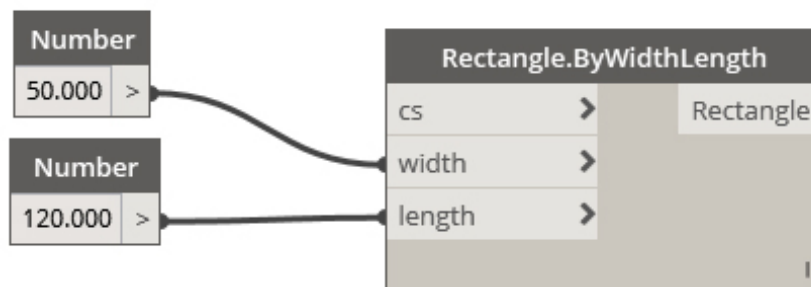 Number
50.000 >
Number
120.000 >
Rectangle.ByWidthLength
cs
Rectangle
width
length